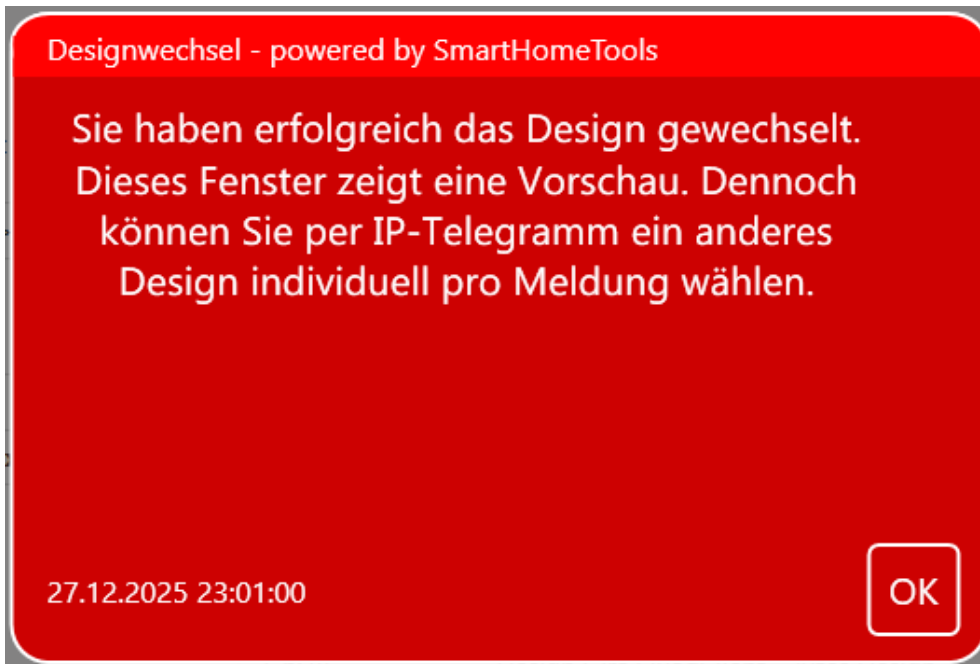 Designwechsel - powered by SmartHomeTools
Sie haben erfolgreich das Design gewechselt.
Dieses Fenster zeigt eine Vorschau. Dennoch
können Sie per IP-Telegramm ein anderes
Design individuell pro Meldung wählen.
27.12.2025 23:01:00
OK